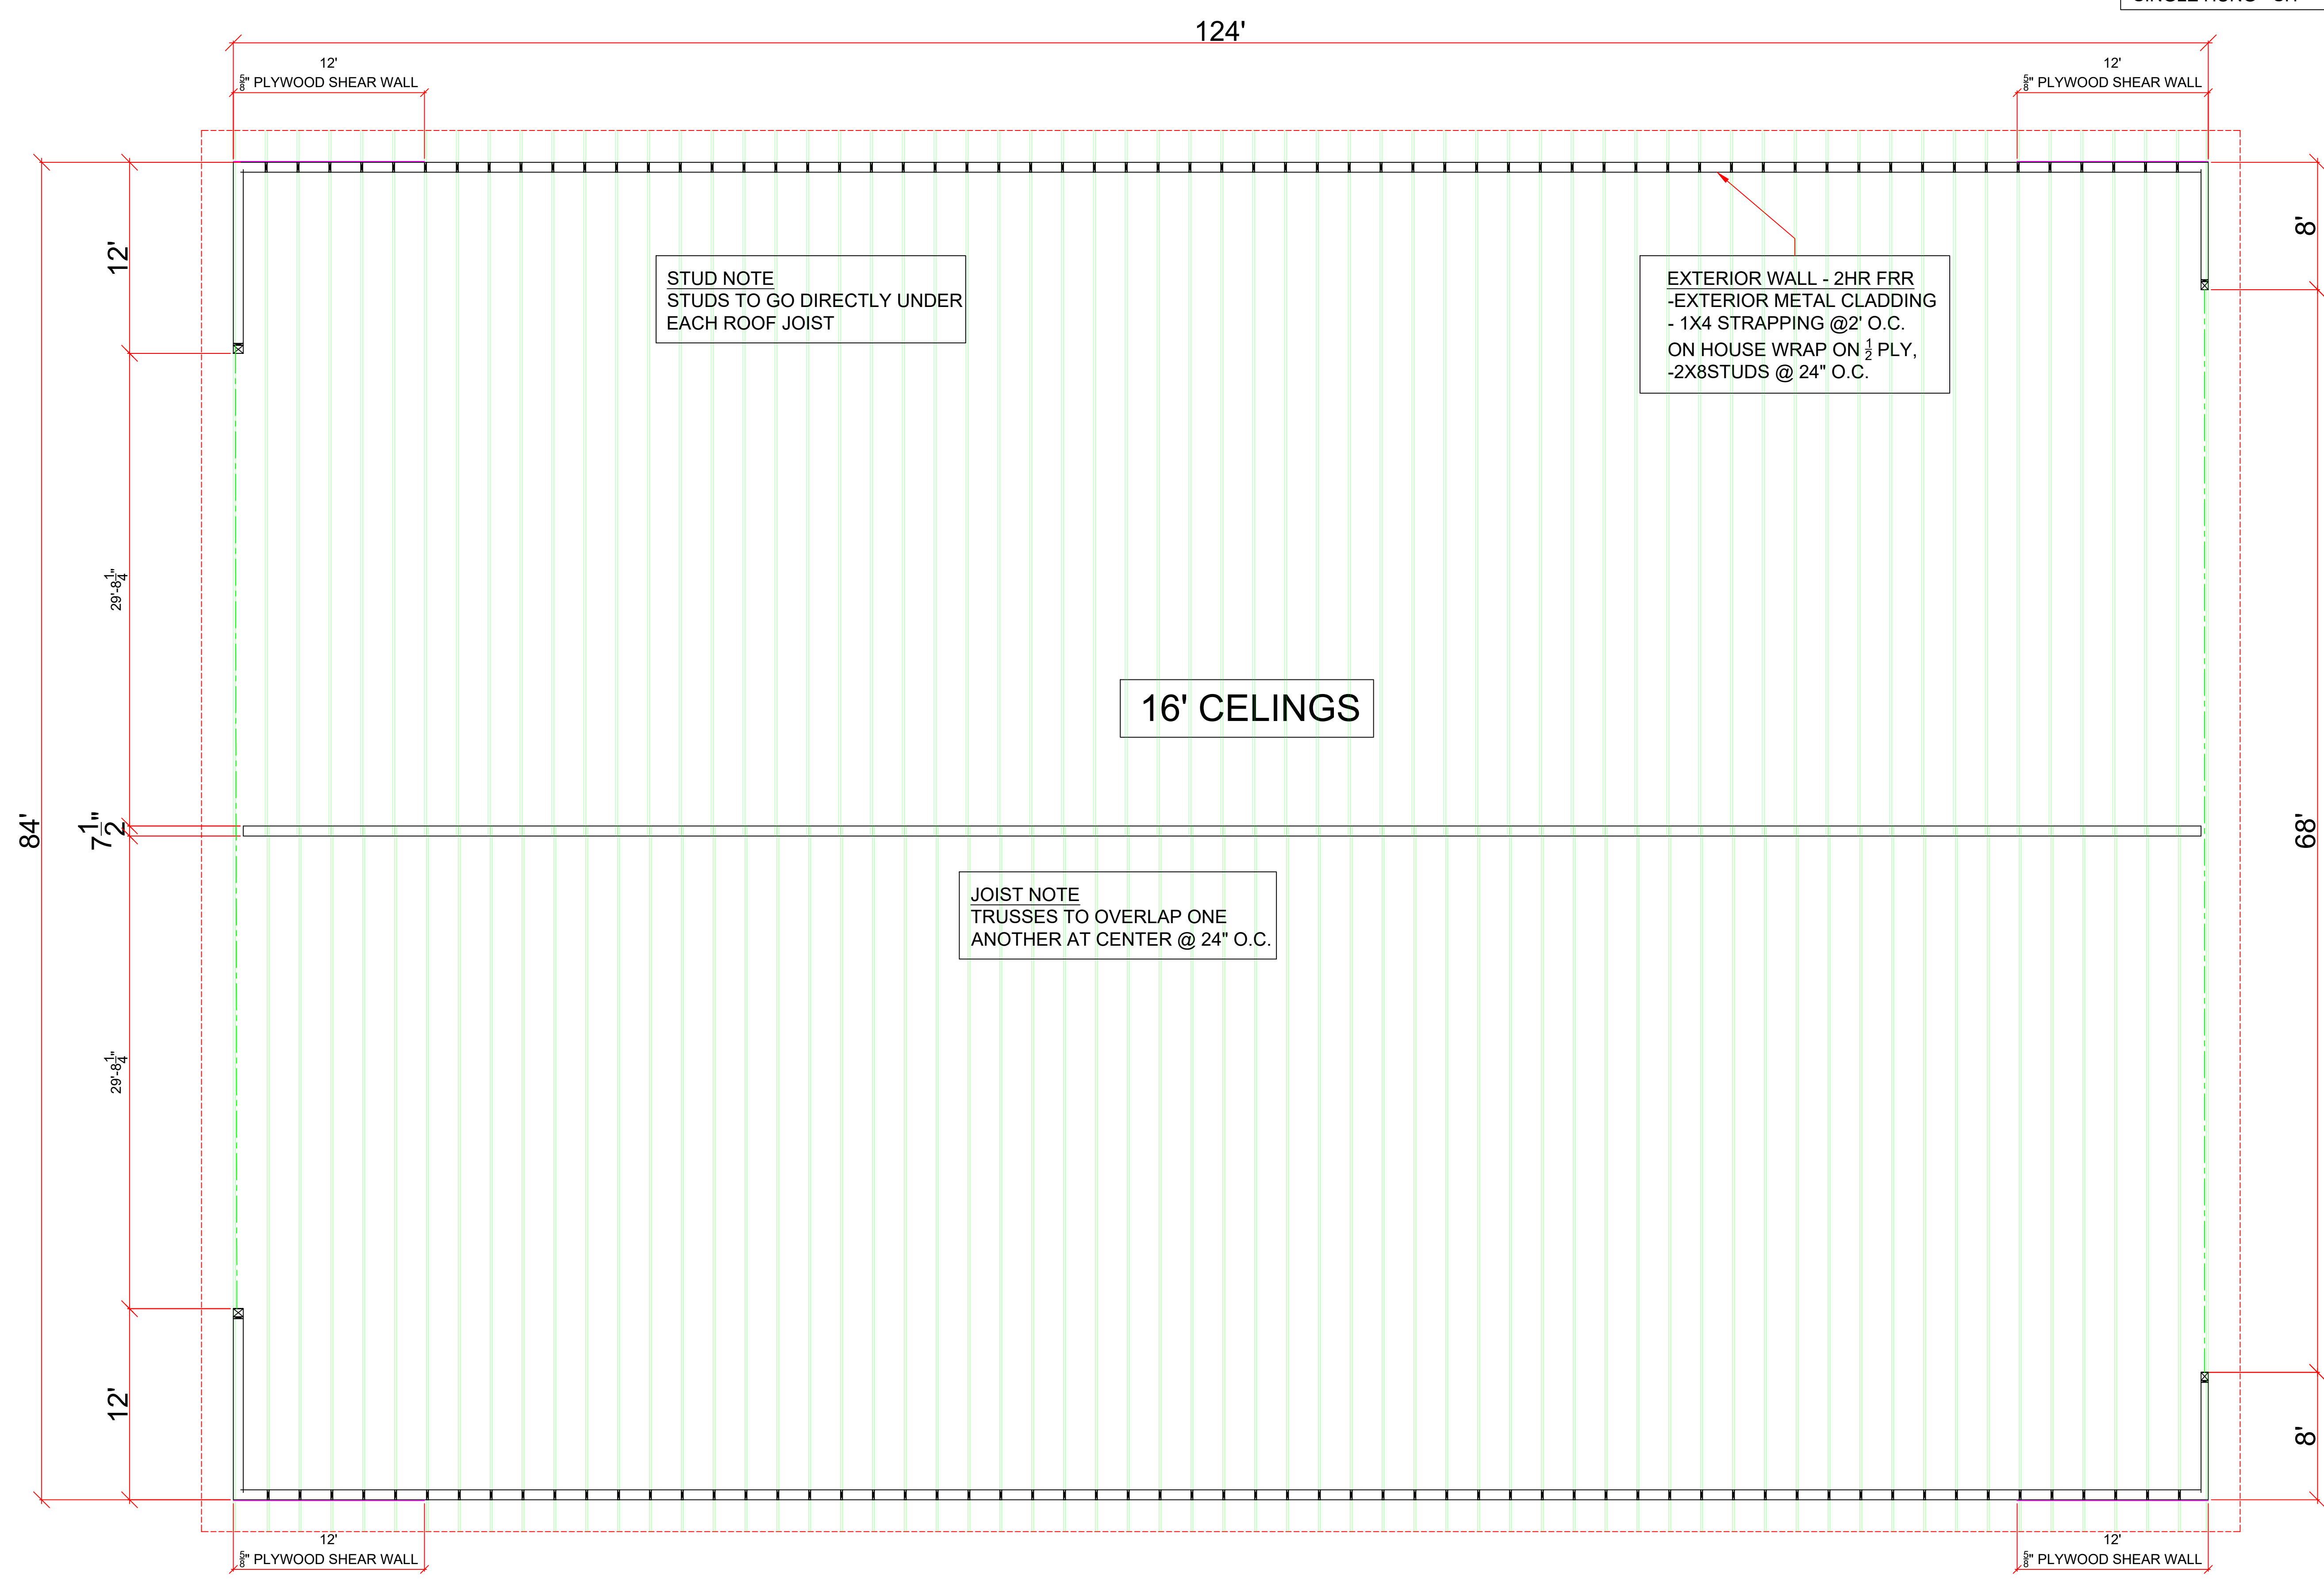 124'
12'
5/8" PLYWOOD SHEAR WALL
12'
5/8" PLYWOOD SHEAR WALL
12'
8'
STUD NOTE
STUDS TO GO DIRECTLY UNDER
EACH ROOF JOIST
EXTERIOR WALL - 2HR FRR
-EXTERIOR METAL CLADDING
- 1X4 STRAPPING @2' O.C.
ON HOUSE WRAP ON 1/2 PLY,
-2X8STUDS @ 24" O.C.
29'-8 1/4"
16' CELINGS
84'
7 1/2"
68'
JOIST NOTE
TRUSSES TO OVERLAP ONE
ANOTHER AT CENTER @ 24" O.C.
29'-8 1/4"
12'
8'
12'
5/8" PLYWOOD SHEAR WALL
12'
5/8" PLYWOOD SHEAR WALL